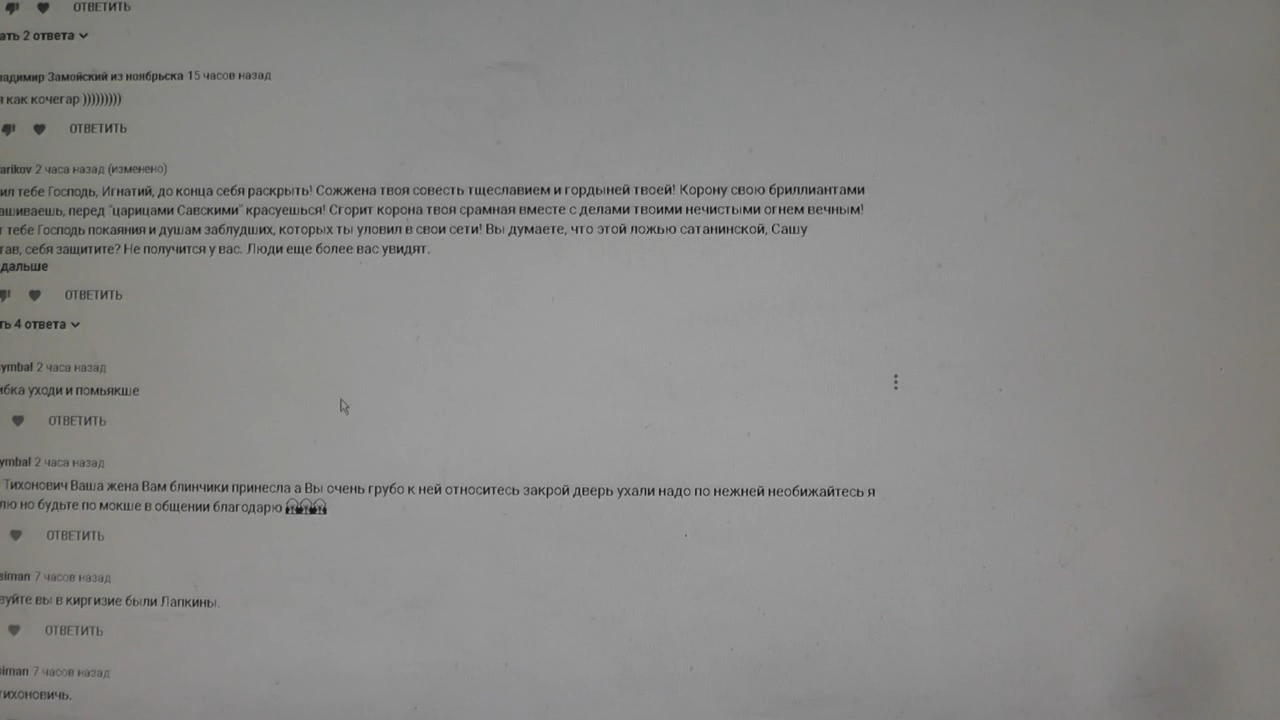 ОТВЕТИТЬ
ать 2 ответа
адимир Замойский из ноябрьска 15 часов назад
я как кочегар )))))))))
ОТВЕТИТЬ
arikov 2 часа назад (изменено)
ил тебе Господь, Игнатий, до конца себя раскрыть! Сожжена твоя совесть тщеславием и гордыней твоей! Корону свою бриллиантами
ашиваешь, перед "царицами Савскими" красуешься! Сгорит корона твоя срамная вместе с делами твоими нечистыми огнем вечным!
т тебе Господь покаяния и душам заблудших, которых ты уловил в свои сети! Вы думаете, что этой ложью сатанинской, Сашу
гав, себя защитите? Не получится у вас. Люди еще более вас увидят.
дальше
ОТВЕТИТЬ
ть 4 ответа
ymbal 2 часа назад
ибка уходи и помьякше
ОТВЕТИТЬ
ymbal 2 часа назад
Тихонович Ваша жена Вам блинчики принесла а Вы очень грубо к ней относитесь закрой дверь ухали надо по нежней необижайтесь я
лю но будьте по мокше в общении благодарю
ОТВЕТИТЬ
siman 7 часов назад
вуйте вы в киргизие были Лапкины.
ОТВЕТИТЬ
siman 7 часов назад
тихоновичь.